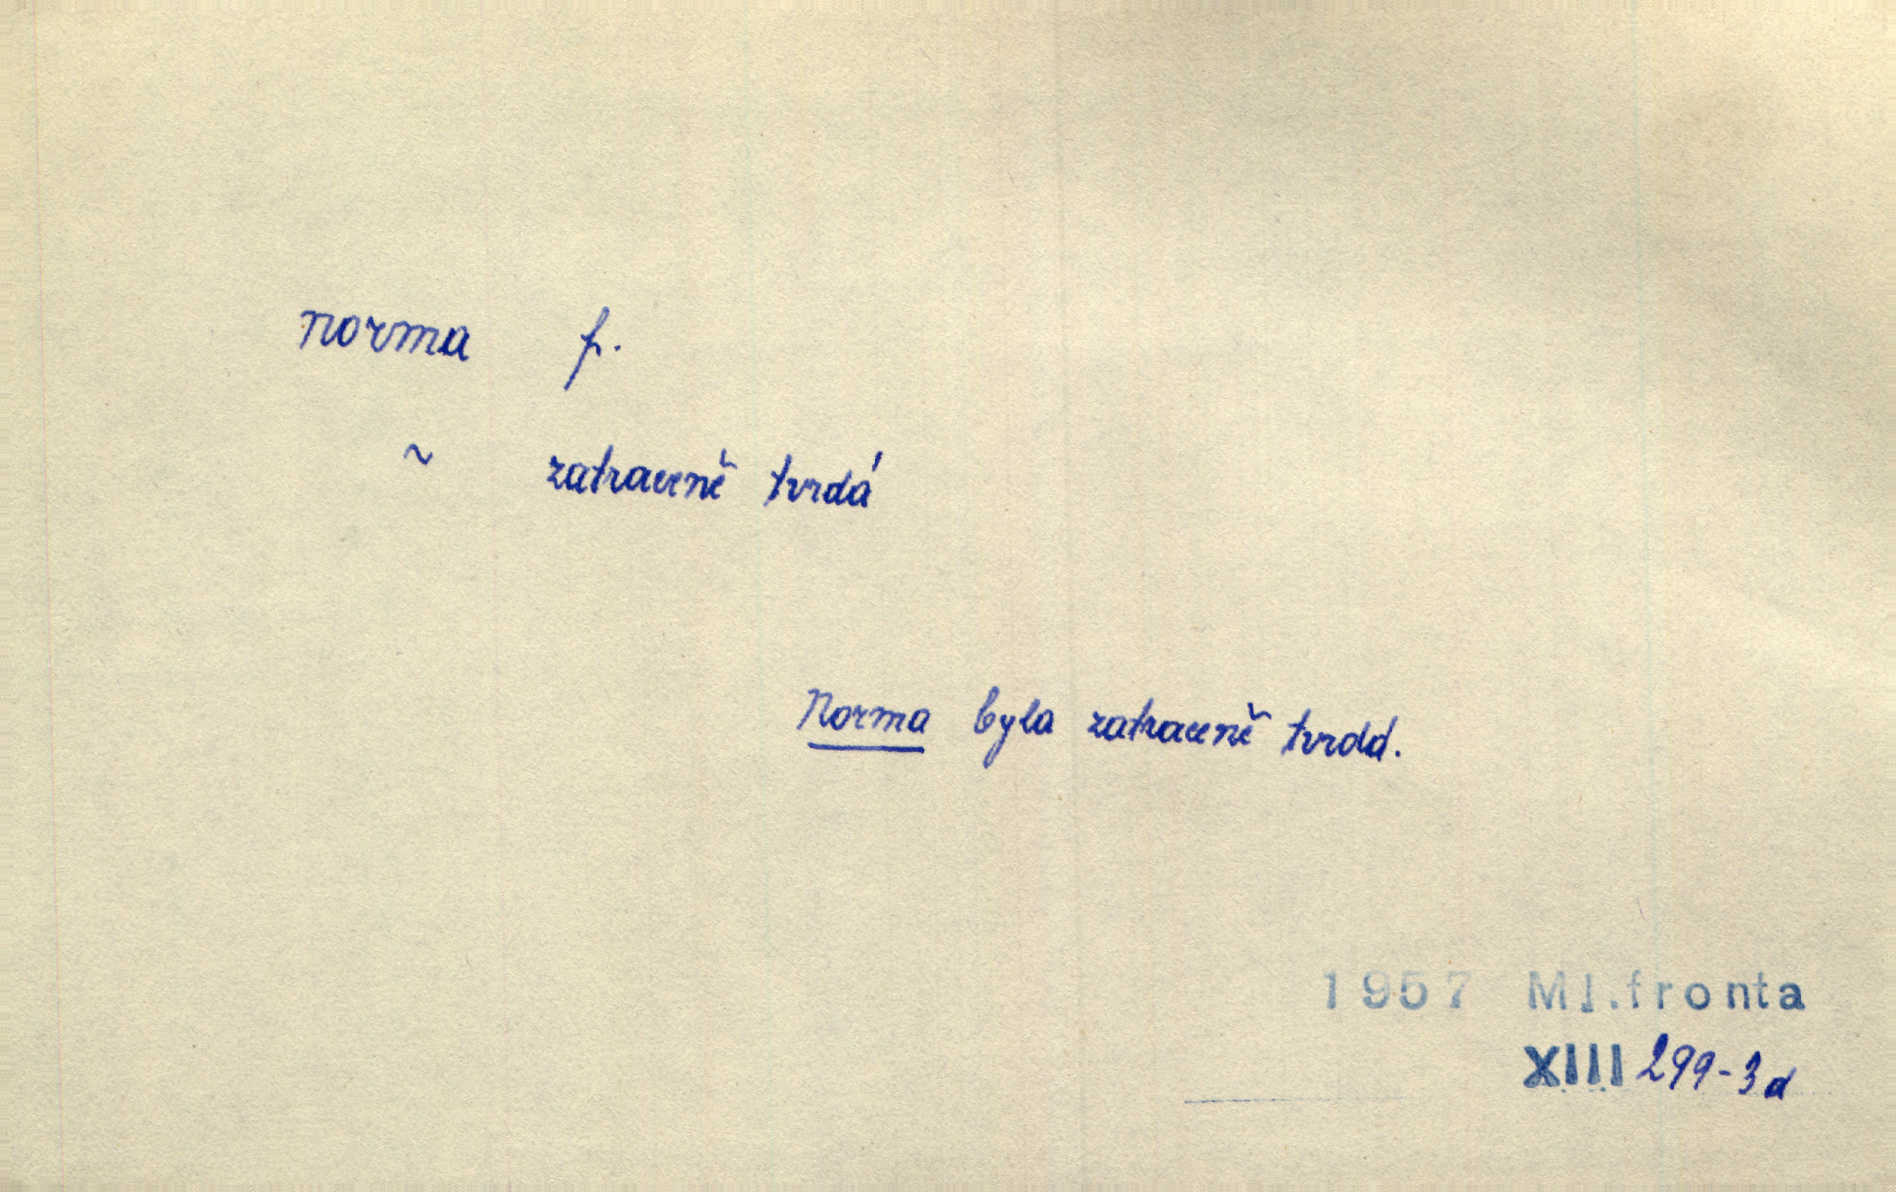 norma f.
~ zatraceně tvrdá
Norma byla zatraceně tvrdá.
1957 Ml.fronta
XIII 299-3d